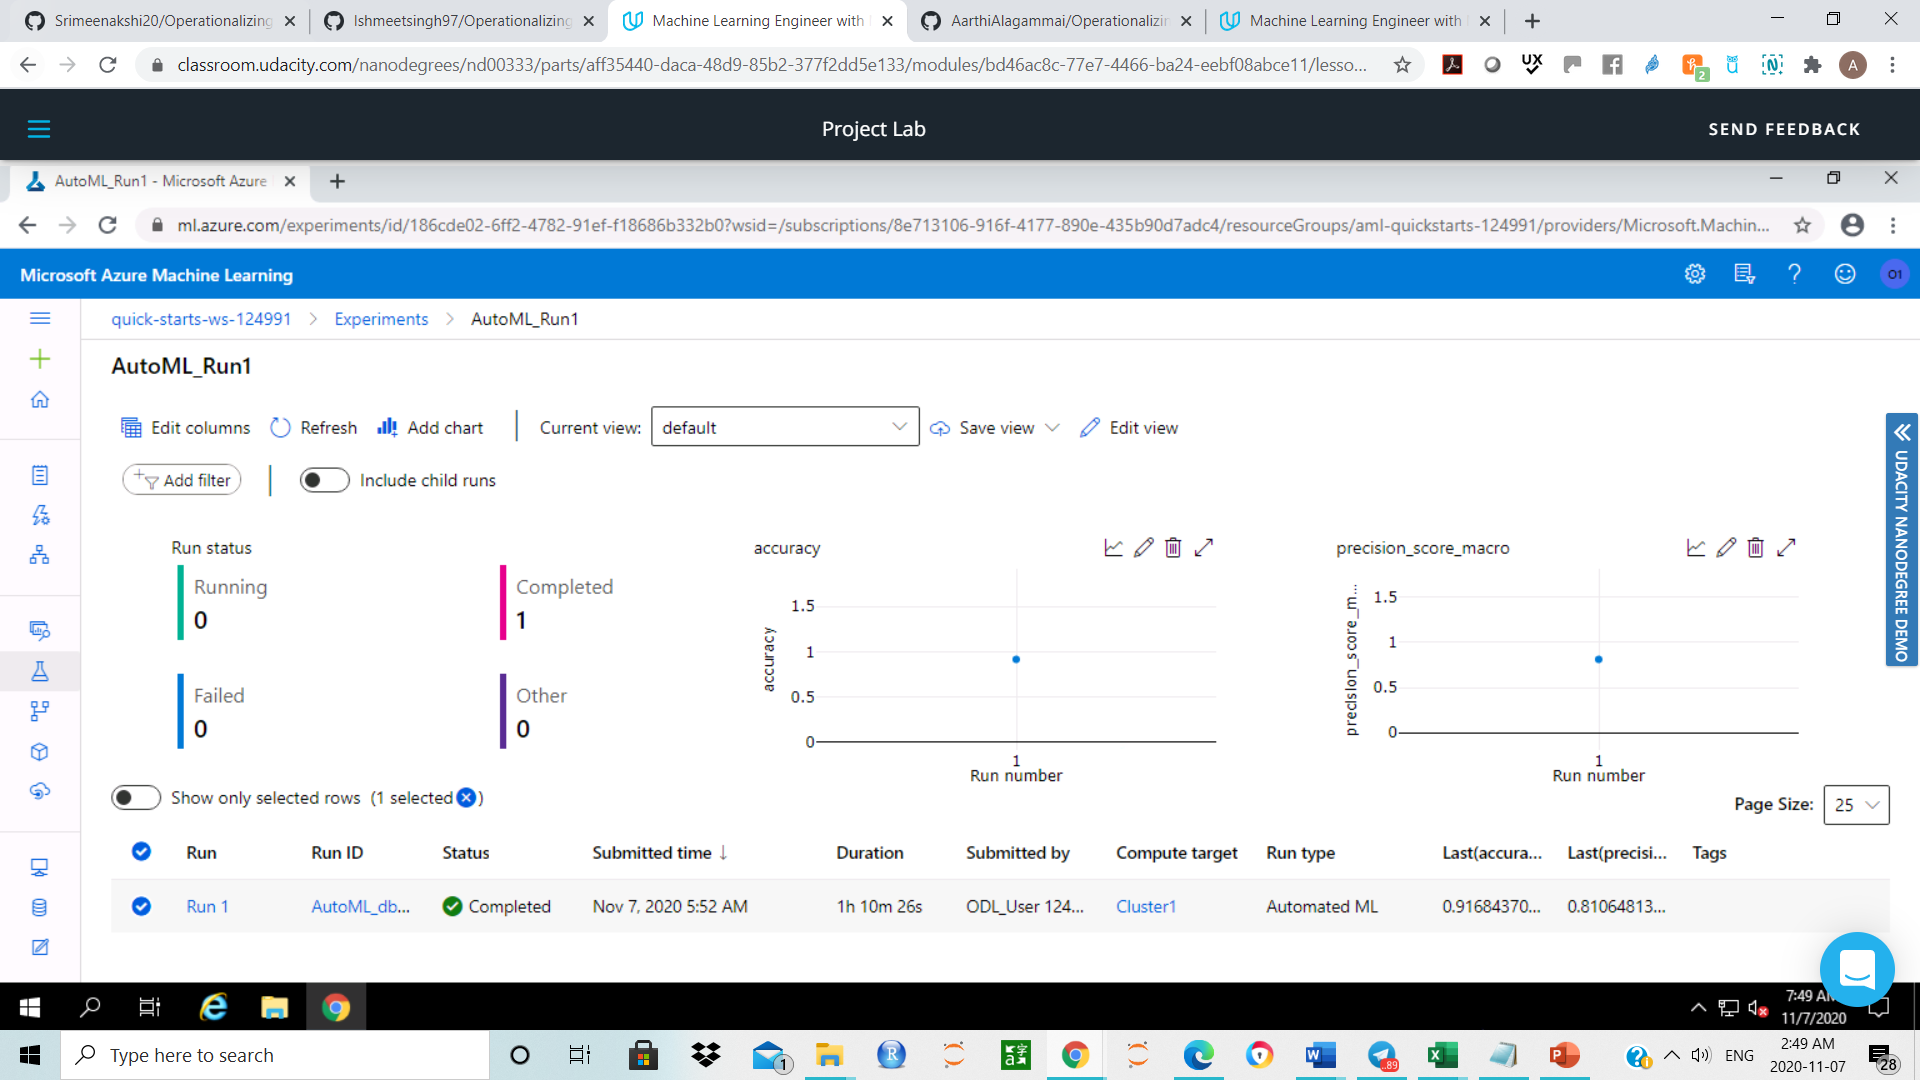 Srimeenakshi20/Operationalizing
Ishmeetsingh97/Operationalizing
Machine Learning Engineer with
AarthiAlagammai/Operationalizin
Machine Learning Engineer with
classroom.udacity.com/nanodegrees/nd00333/parts/aff35440-daca-48d9-85b2-377f2dd5e133/modules/bd46ac8c-77e7-4466-ba24-eebf08abce11/lesso...
UX
2
A
Project Lab
SEND FEEDBACK
AutoML_Run1 - Microsoft Azure
ml.azure.com/experiments/id/186cde02-6ff2-4782-91ef-f18686b332b0?wsid=/subscriptions/8e713106-916f-4177-890e-435b90d7adc4/resourceGroups/aml-quickstarts-124991/providers/Microsoft.Machin...
Microsoft Azure Machine Learning
O1
quick-starts-ws-124991 > Experiments > AutoML_Run1
AutoML_Run1
Edit columns Refresh Add chart Current view: default Save view Edit view
Add filter Include child runs
UDACITY NANODEGREE DEMO
Run status
Running
0
Completed
1
Failed
0
Other
0
accuracy
accuracy
1.5
1
0.5
0
1
Run number
precision_score_macro
precision_score_m...
1.5
1
0.5
0
1
Run number
Show only selected rows (1 selected )
Page Size: 25
Run Run ID Status Submitted time ↓ Duration Submitted by Compute target Run type Last(accura... Last(precisi... Tags
Run 1 AutoML_db... Completed Nov 7, 2020 5:52 AM 1h 10m 26s ODL_User 124... Cluster1 Automated ML 0.91684370... 0.81064813...
7:49 AM
11/7/2020
Type here to search
1
R
..89
ENG
2:49 AM
2020-11-07
28